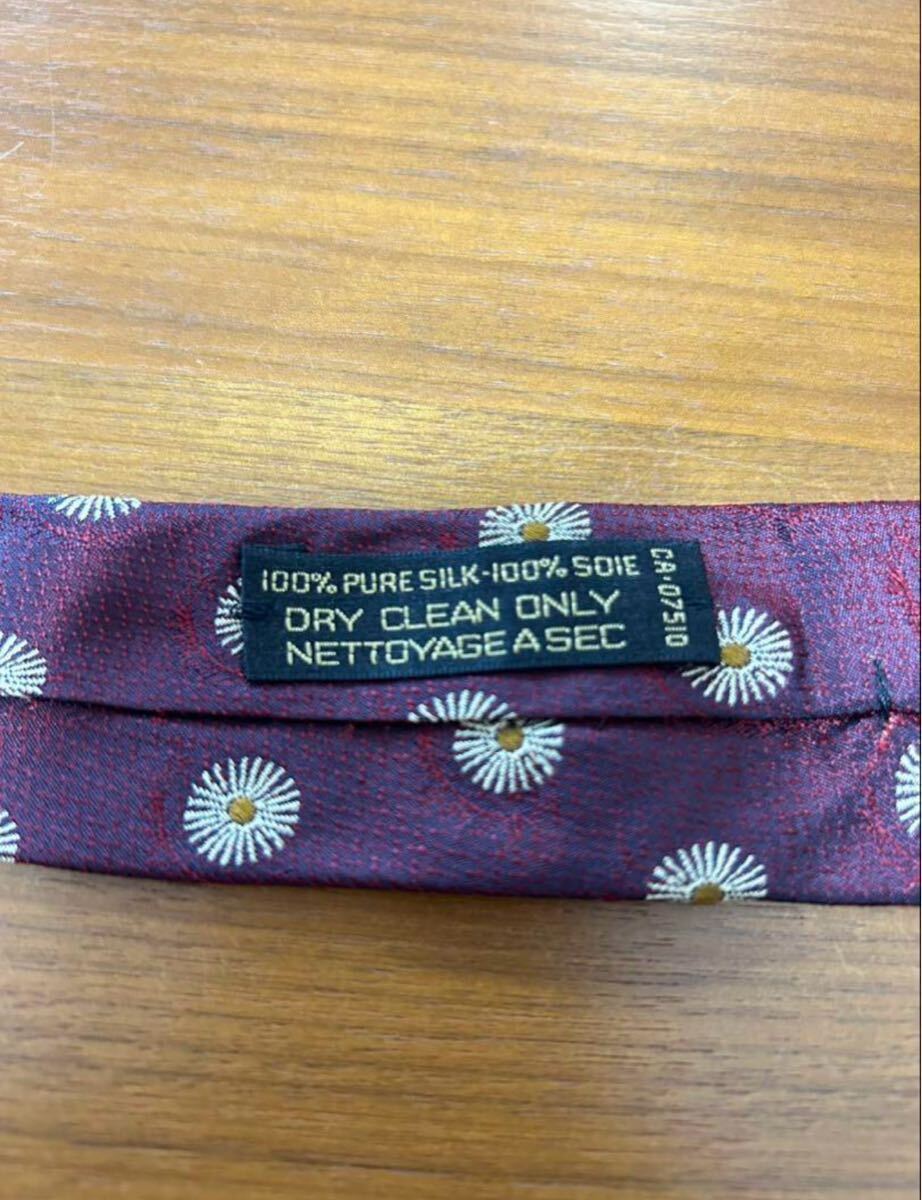 100% PURE SILK-100% SOIE
DRY CLEAN ONLY
NETTOYAGE A SEC
CA-07510